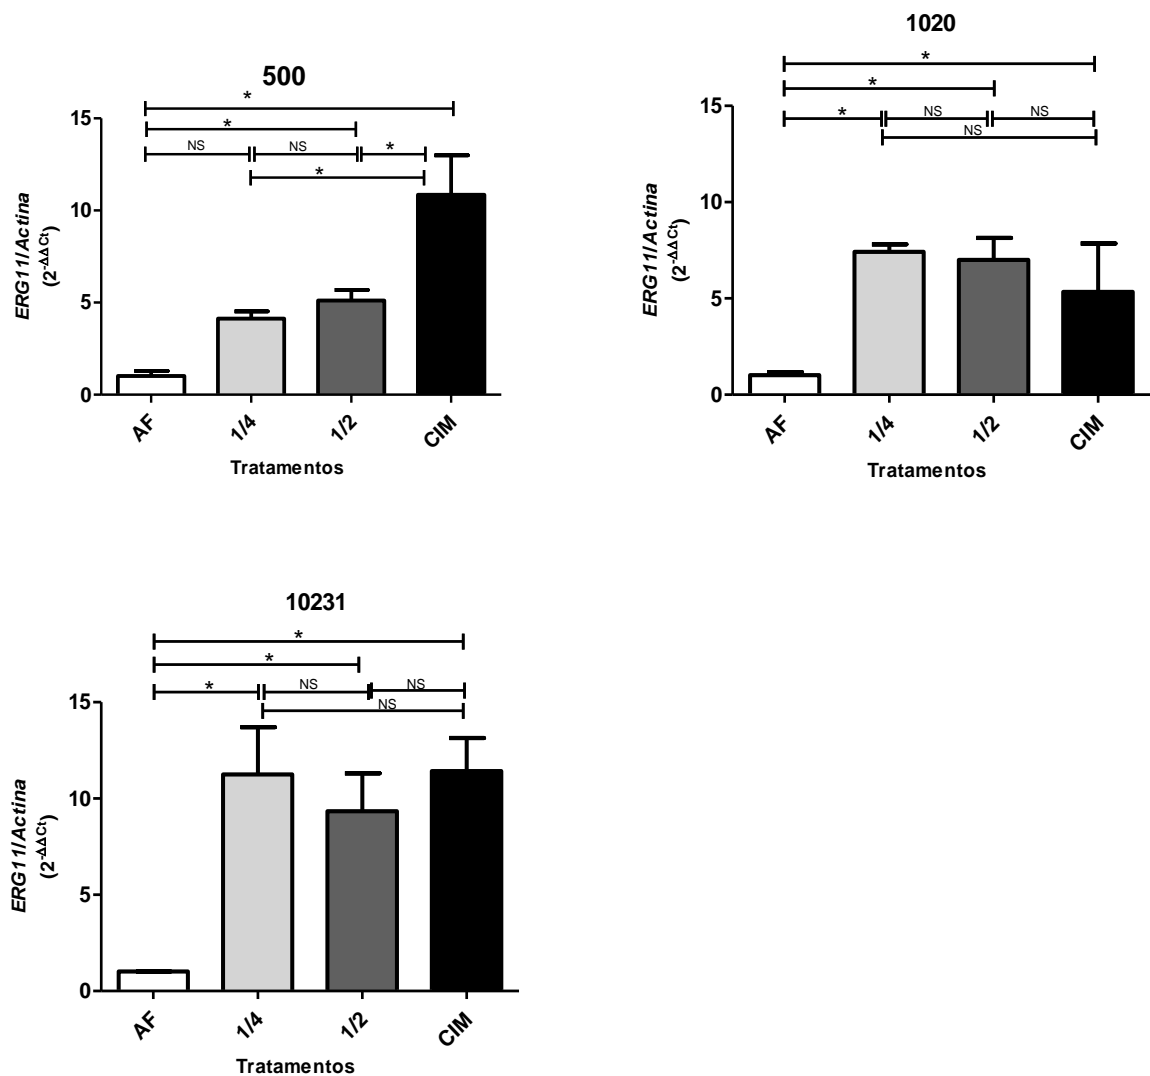 500
*
*
NS
NS
*
*
15
10
5
0
ERG11/Actina
(2-ΔΔCt)
AF
1/4
1/2
CIM
Tratamentos
1020
*
*
*
NS
NS
NS
15
10
5
0
ERG11/Actina
(2-ΔΔCt)
AF
1/4
1/2
CIM
Tratamentos
10231
*
*
*
NS
NS
NS
15
10
5
0
ERG11/Actina
(2-ΔΔCt)
AF
1/4
1/2
CIM
Tratamentos